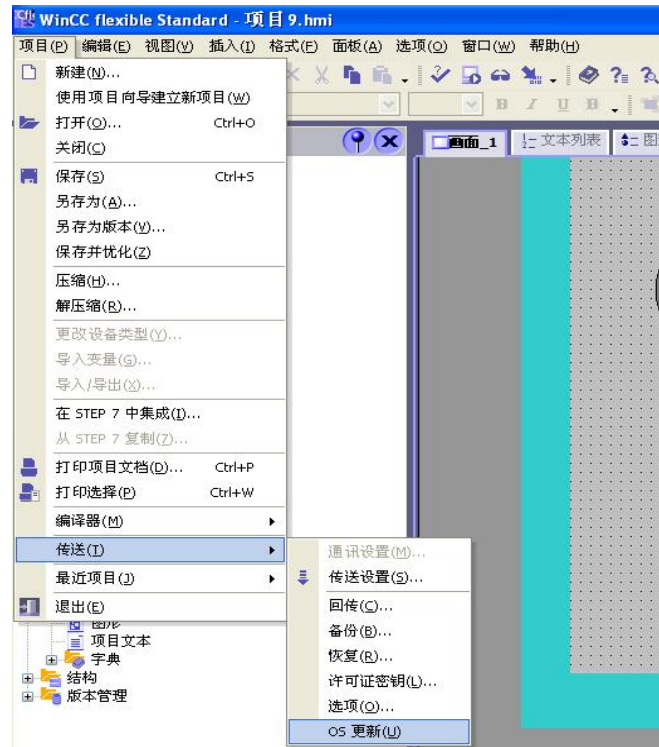 WinCC flexible Standard - 项目9.hmi
项目(P) 编辑(E) 视图(V) 插入(I) 格式(F) 面板(A) 选项(O) 窗口(W) 帮助(H)
新建(N)...
使用项目向导建立新项目(W)
打开(O)... Ctrl+O
关闭(C)
画面_1 文本列表 图
保存(S) Ctrl+S
另存为(A)...
另存为版本(V)...
保存并优化(Z)
压缩(H)...
解压缩(R)...
更改设备类型(Y)...
导入变量(G)...
导入/导出(X)...
在 STEP 7 中集成(I)...
从 STEP 7 复制(Z)...
打印项目文档(D)... Ctrl+P
打印选择(P) Ctrl+W
编译器(M)
传送(T)
最近项目(J)
退出(E)
通讯设置(M)...
传送设置(S)...
回传(C)...
备份(B)...
恢复(R)...
许可证密钥(L)...
选项(O)...
OS 更新(U)
图形
项目文本
字典
结构
版本管理